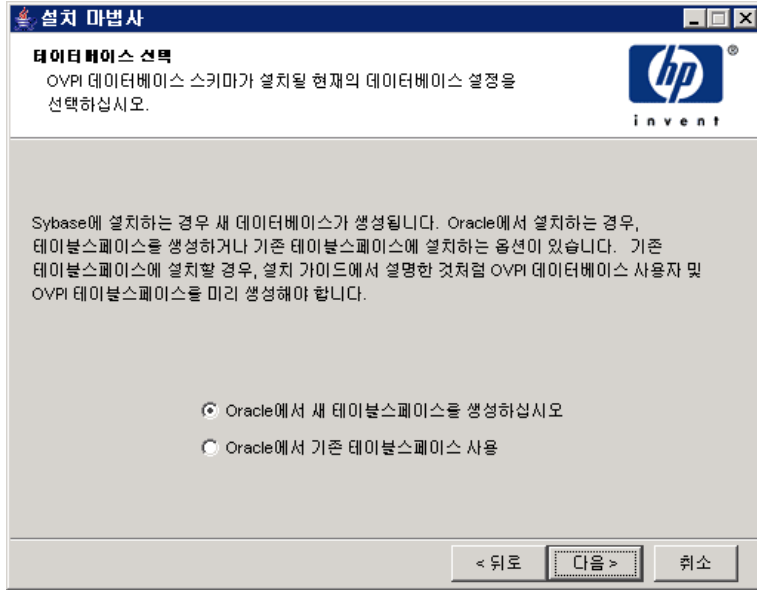 설치 마법사
데이터베이스 선택
OVPI 데이터베이스 스키마가 설치될 현재의 데이터베이스 설정을
선택하십시오.
hp
®
invent
Sybase에 설치하는 경우 새 데이터베이스가 생성됩니다. Oracle에서 설치하는 경우,
테이블스페이스를 생성하거나 기존 테이블스페이스에 설치하는 옵션이 있습니다. 기존
테이블스페이스에 설치할 경우, 설치 가이드에서 설명한 것처럼 OVPI 데이터베이스 사용자 및
OVPI 테이블스페이스를 미리 생성해야 합니다.
Oracle에서 새 테이블스페이스를 생성하십시오
Oracle에서 기존 테이블스페이스 사용
< 뒤로 다음 > 취소